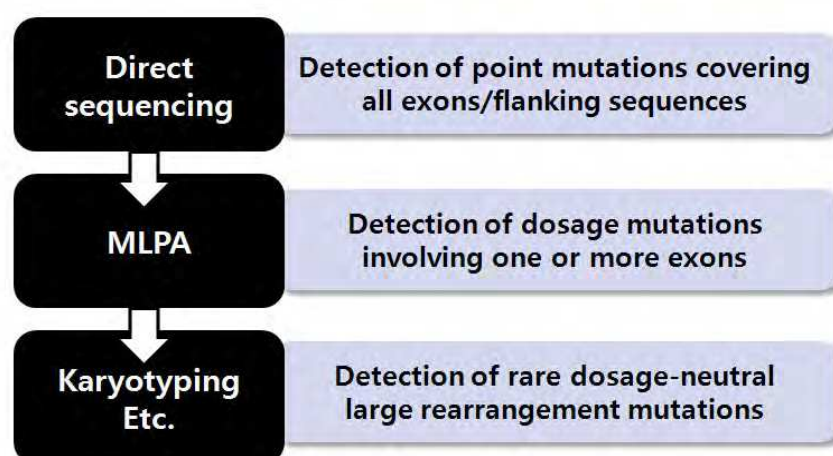 Direct
sequencing
Detection of point mutations covering
all exons/flanking sequences
MLPA
Detection of dosage mutations
involving one or more exons
Karyotyping
Etc.
Detection of rare dosage-neutral
large rearrangement mutations